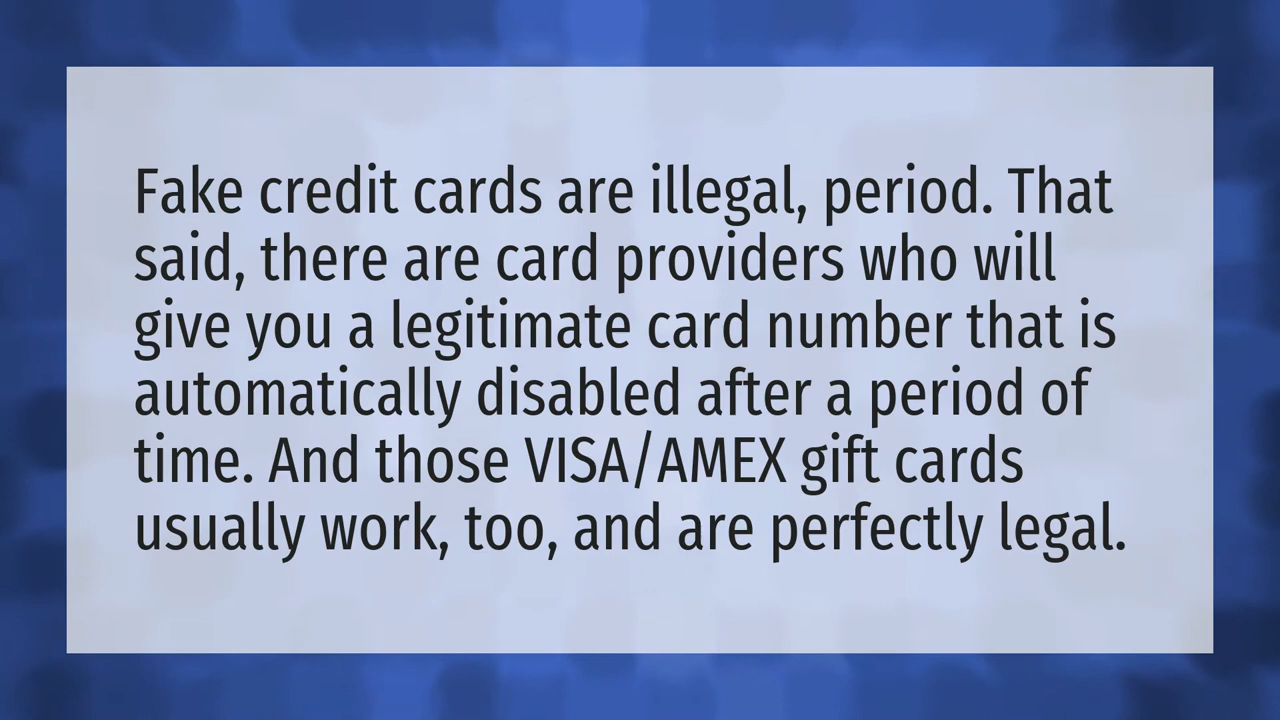 Fake credit cards are illegal, period. That
said, there are card providers who will
give you a legitimate card number that is
automatically disabled after a period of
time. And those VISA/AMEX gift cards
usually work, too, and are perfectly legal.